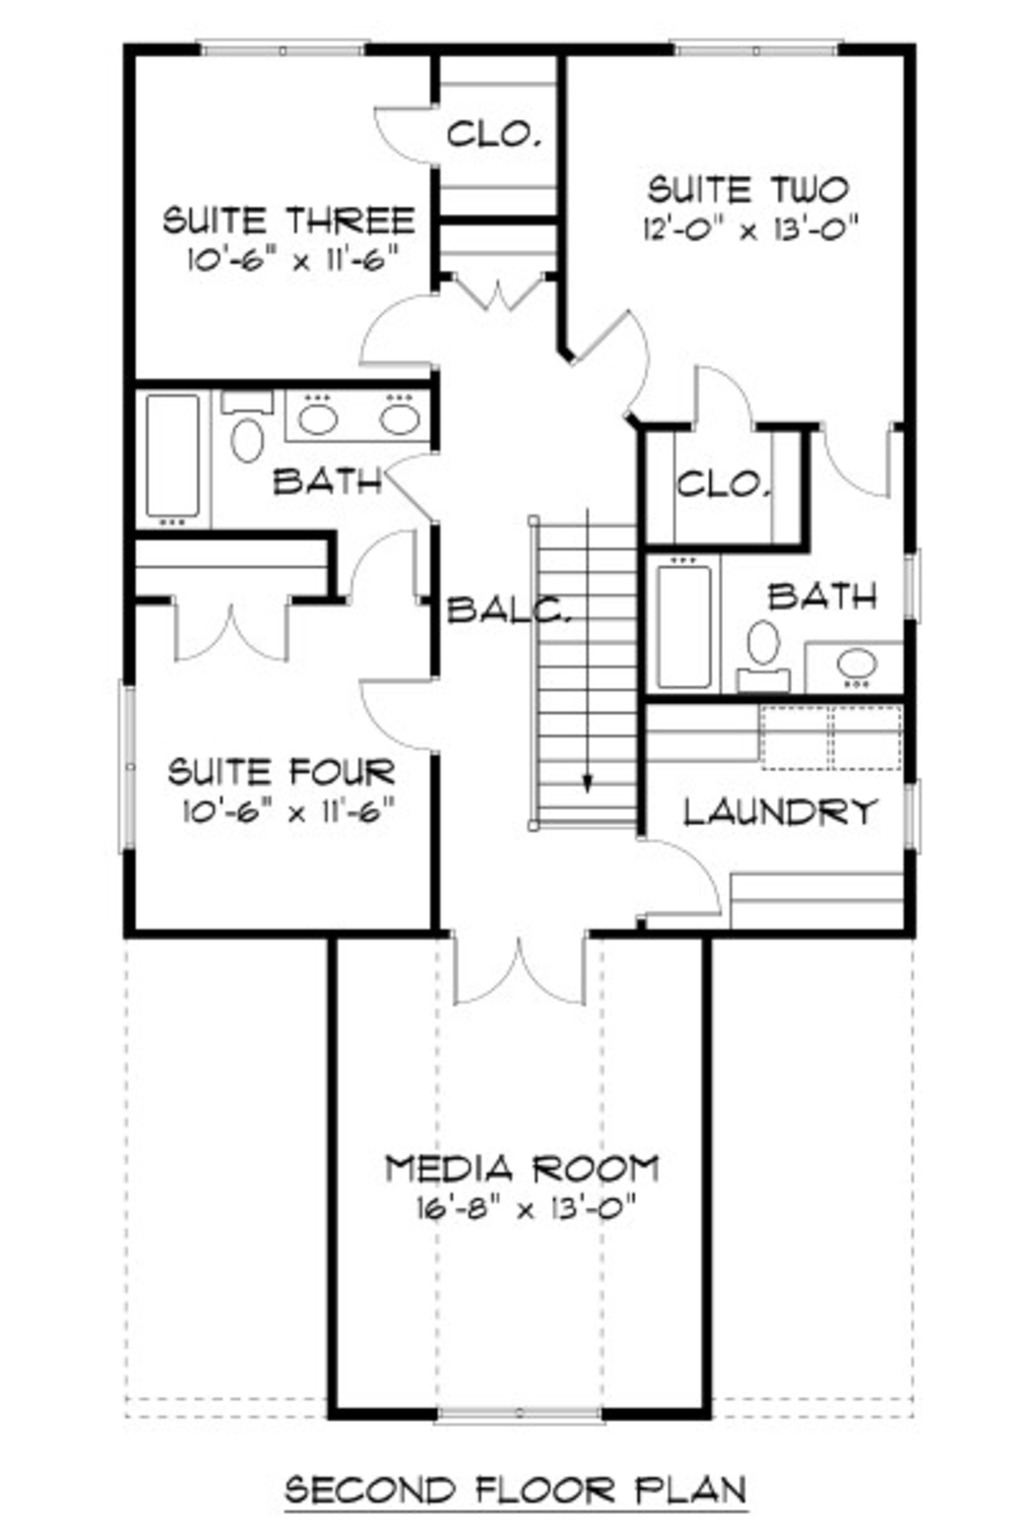 CLO.
SUITE TWO
12'-0" x 13'-0"
SUITE THREE
10'-6" x 11'-6"
BATH
CLO.
BALC.
BATH
SUITE FOUR
10'-6" x 11'-6"
LAUNDRY
MEDIA ROOM
16'-8" x 13'-0"
SECOND FLOOR PLAN